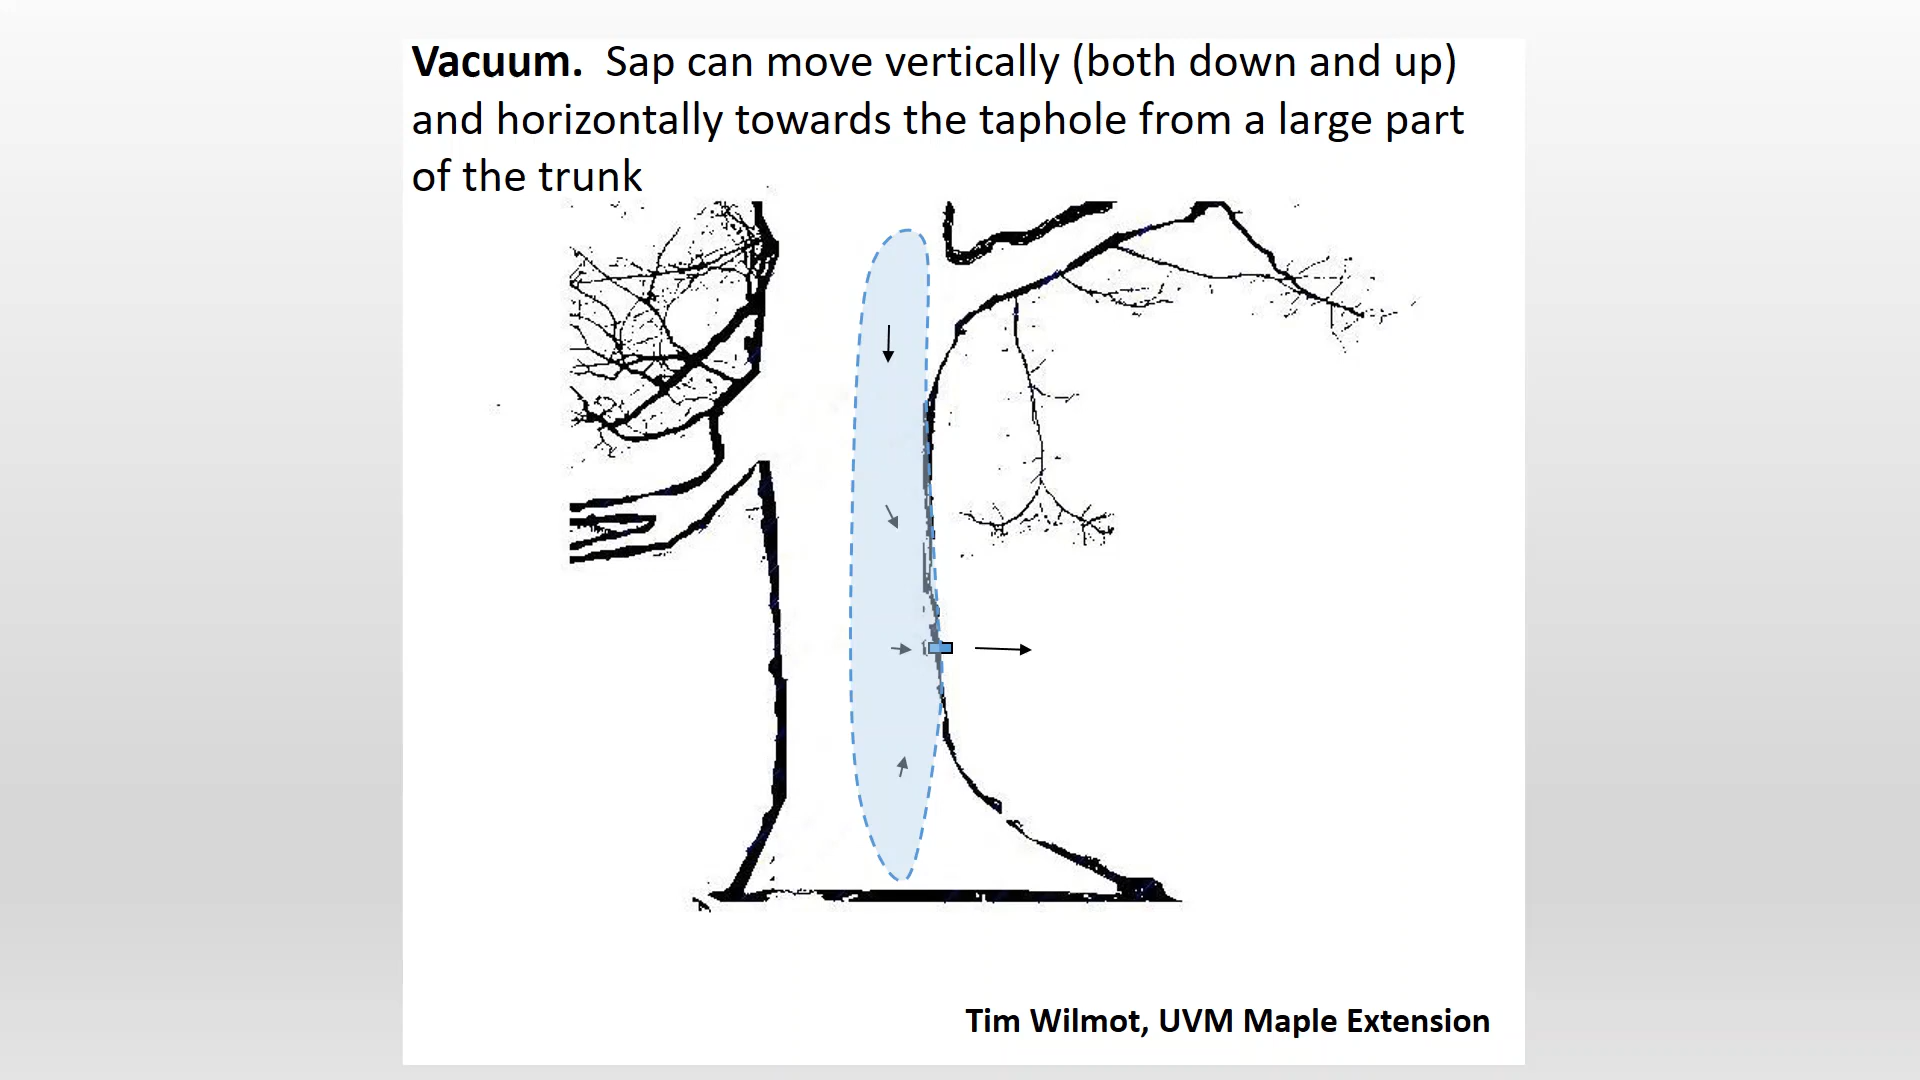 Vacuum.  Sap can move vertically (both down and up)
and horizontally towards the taphole from a large part
of the trunk
Tim Wilmot, UVM Maple Extension